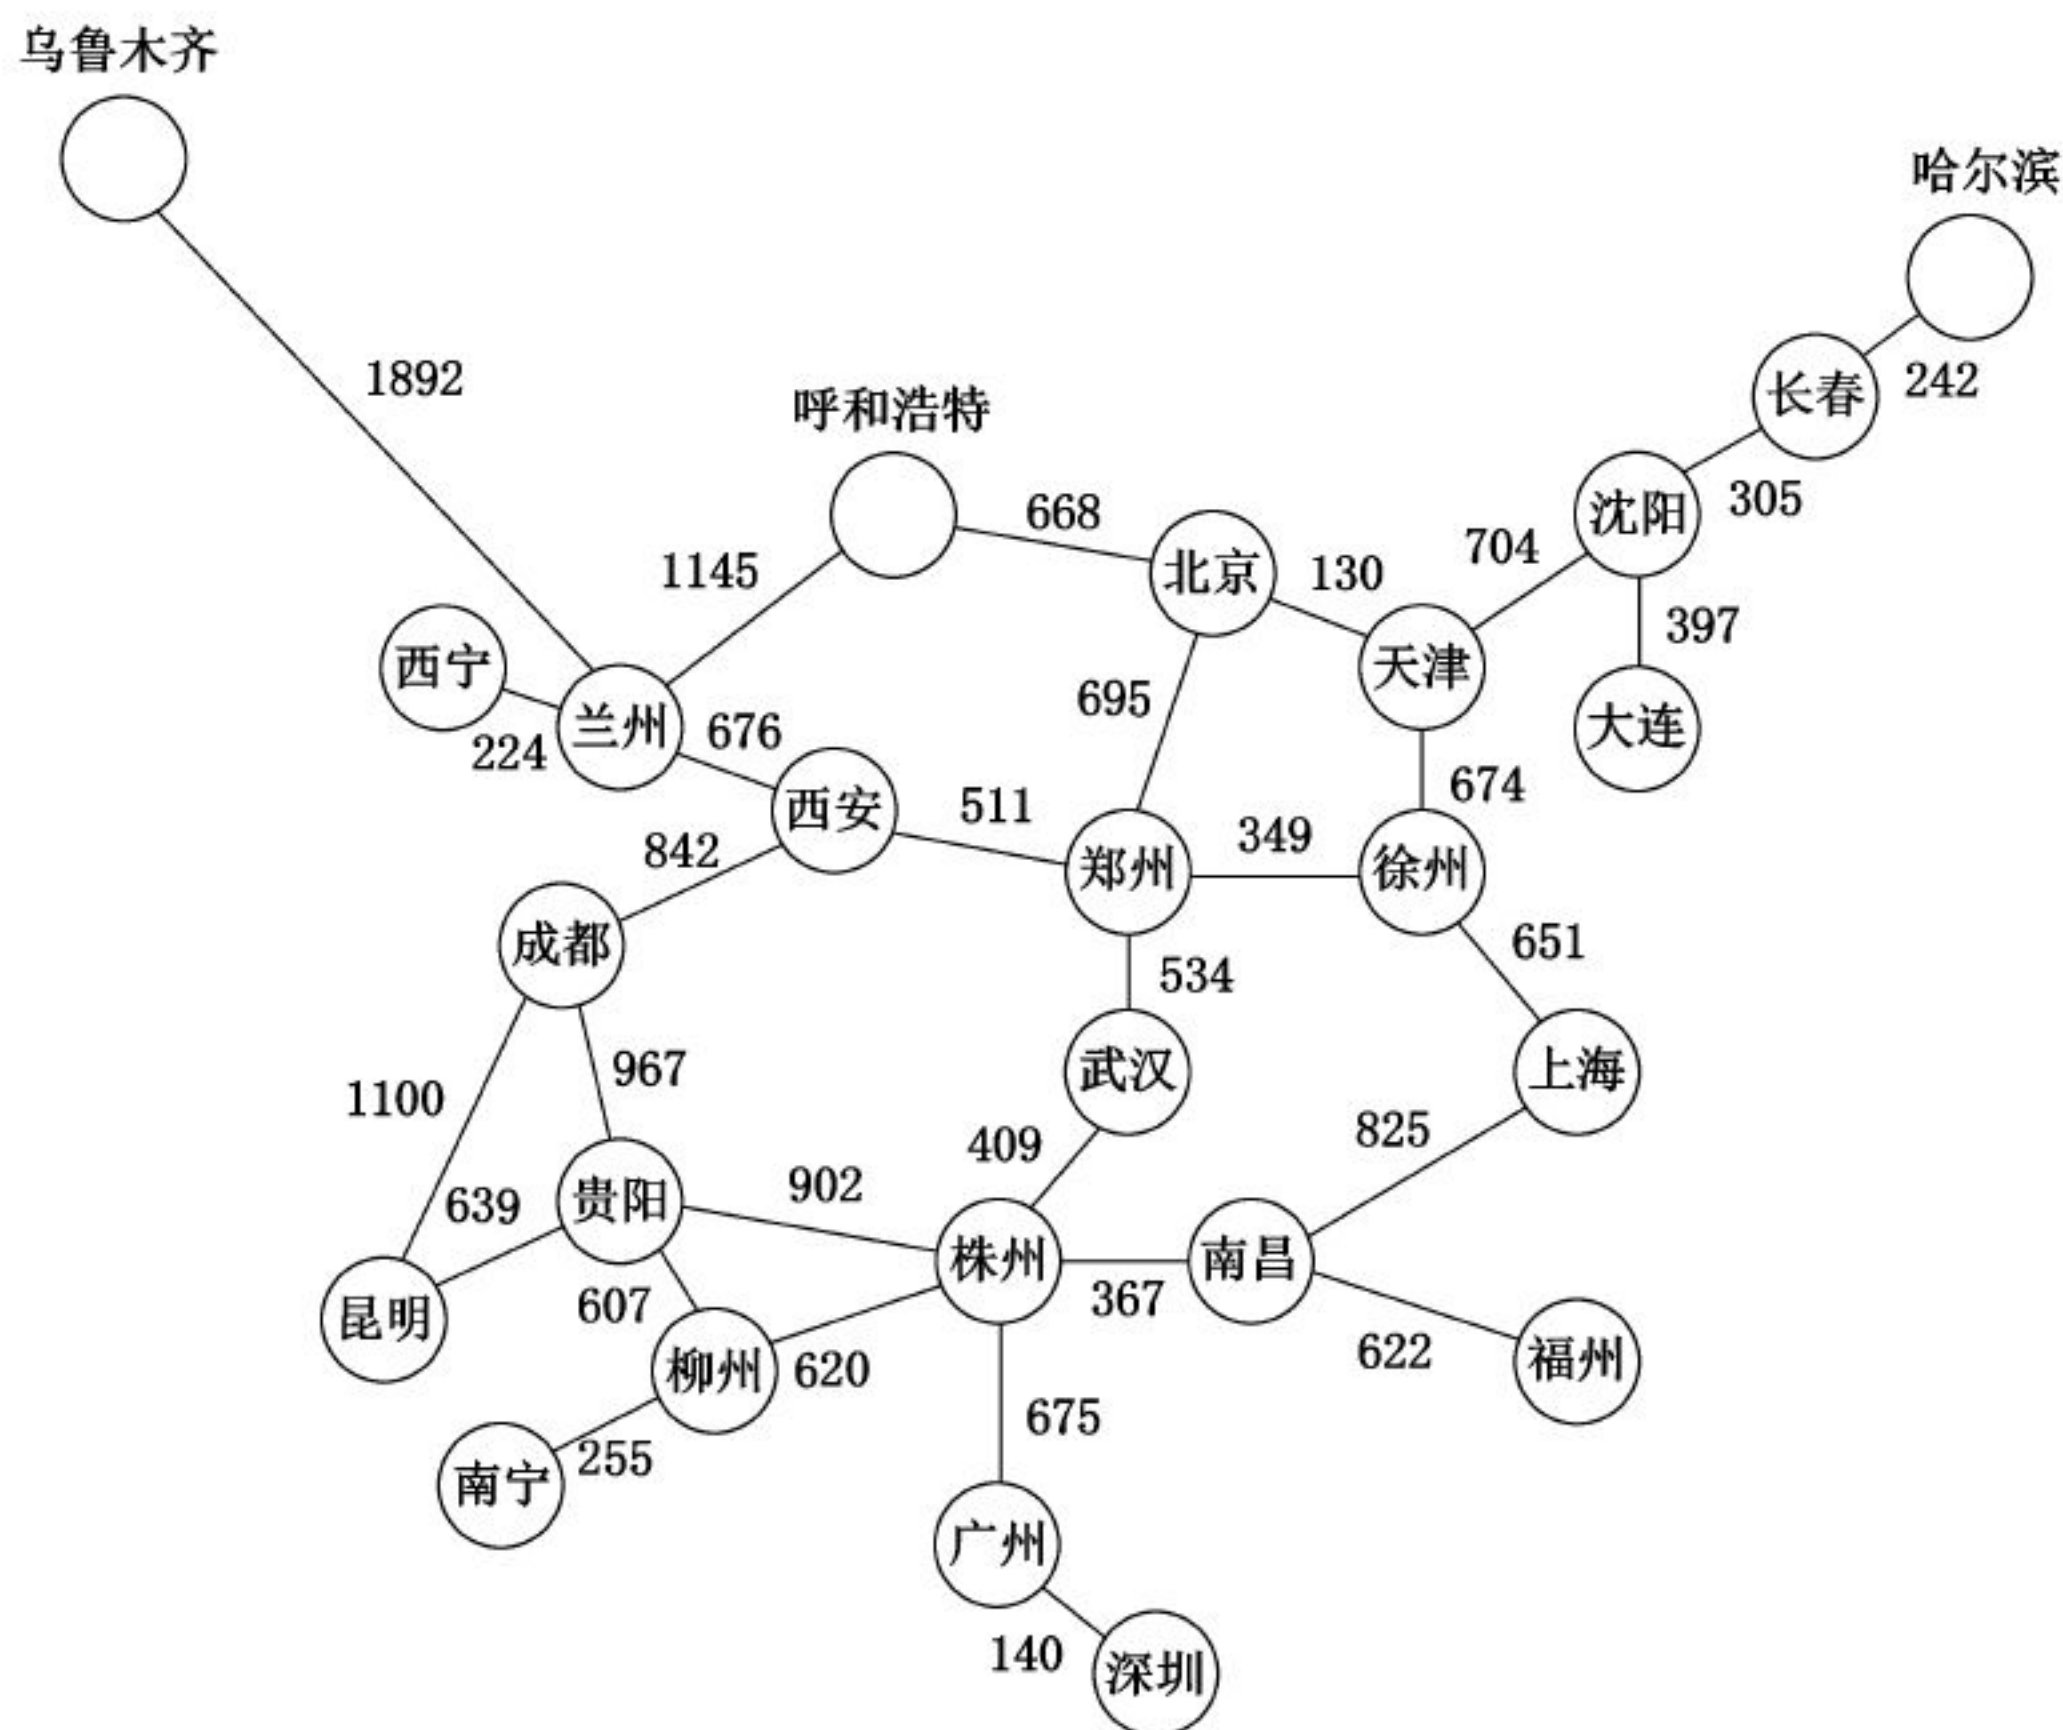 乌鲁木齐
哈尔滨
1892
长春
242
呼和浩特
668
北京
130
704
沈阳
305
1145
西宁
224
兰州
676
695
天津
397
大连
西安
511
674
842
郑州
349
徐州
成都
534
651
967
武汉
上海
1100
409
825
639
贵阳
902
株州
367
南昌
昆明
607
柳州
620
622
福州
675
南宁
255
广州
140
深圳